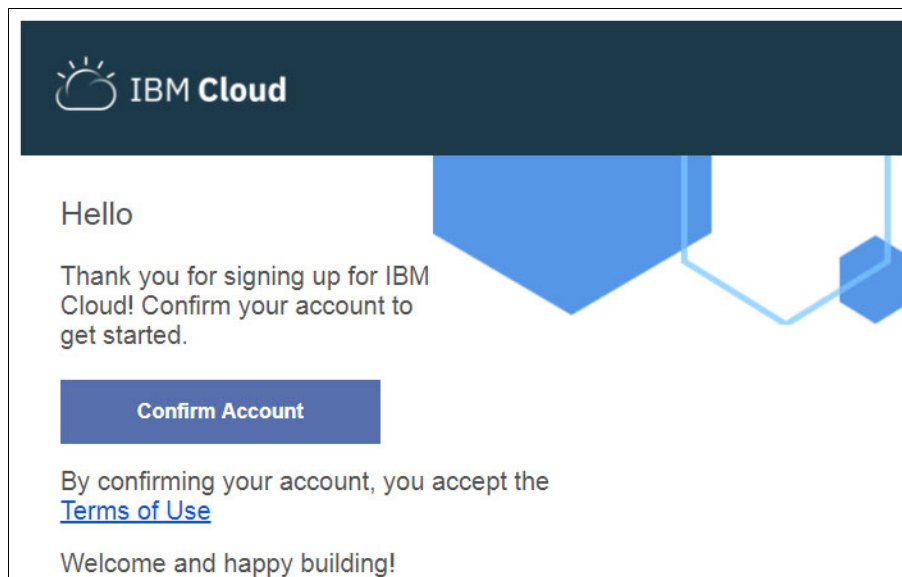 IBM Cloud
Hello
Thank you for signing up for IBM
Cloud! Confirm your account to
get started.
Confirm Account
By confirming your account, you accept the
Terms of Use
Welcome and happy building!